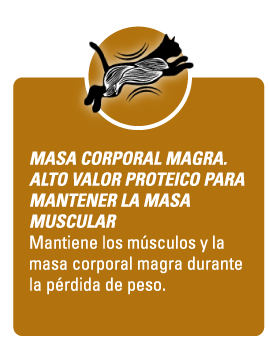 MASA CORPORAL MAGRA.
ALTO VALOR PROTEICO PARA
MANTENER LA MASA
MUSCULAR
Mantiene los músculos y la
masa corporal magra durante
la pérdida de peso.